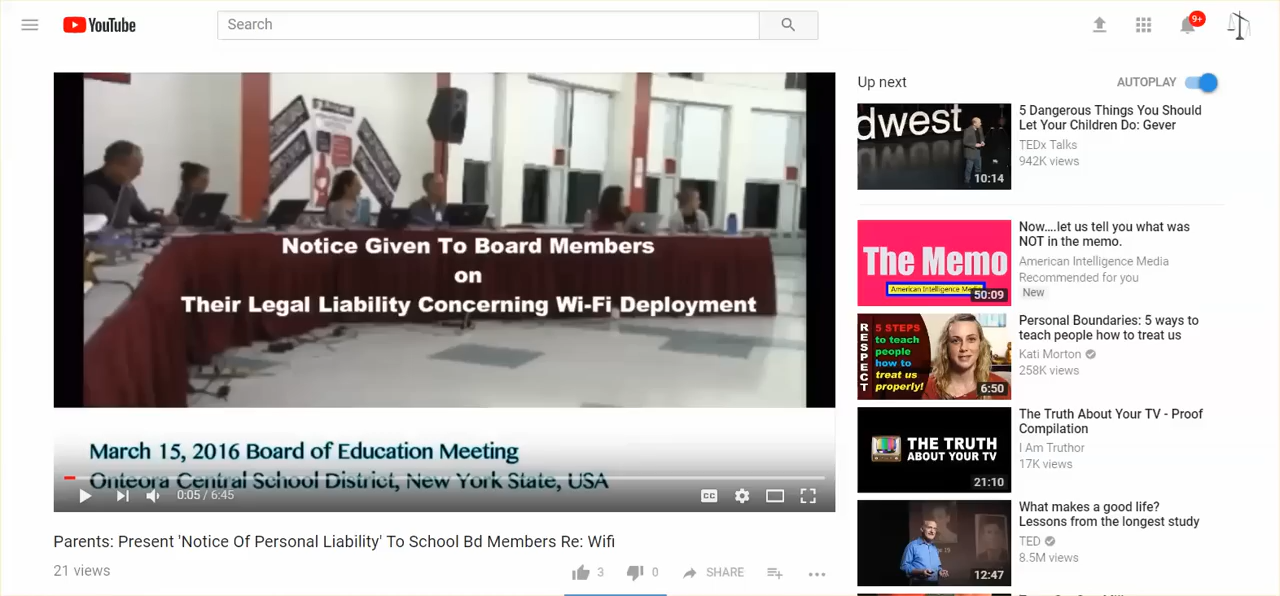 YouTube
Search
9+
Notice Given To Board Members
on
Their Legal Liability Concerning Wi-Fi Deployment
March 15, 2016 Board of Education Meeting
Onteora Central School District, New York State, USA
0:05 / 6:45
CC
Parents: Present 'Notice Of Personal Liability' To School Bd Members Re: Wifi
21 views
3
0
SHARE
Up next
AUTOPLAY
dwest
10:14
5 Dangerous Things You Should
Let Your Children Do: Gever
TEDx Talks
942K views
The Memo
American Intelligence Media
50:09
Now....let us tell you what was
NOT in the memo.
American Intelligence Media
Recommended for you
New
RESPECT
5 STEPS
to teach
people
how to
treat us
properly!
6:50
Personal Boundaries: 5 ways to
teach people how to treat us
Kati Morton
258K views
THE TRUTH
ABOUT YOUR TV
21:10
The Truth About Your TV - Proof
Compilation
I Am Truthor
17K views
12:47
What makes a good life?
Lessons from the longest study
TED
8.5M views